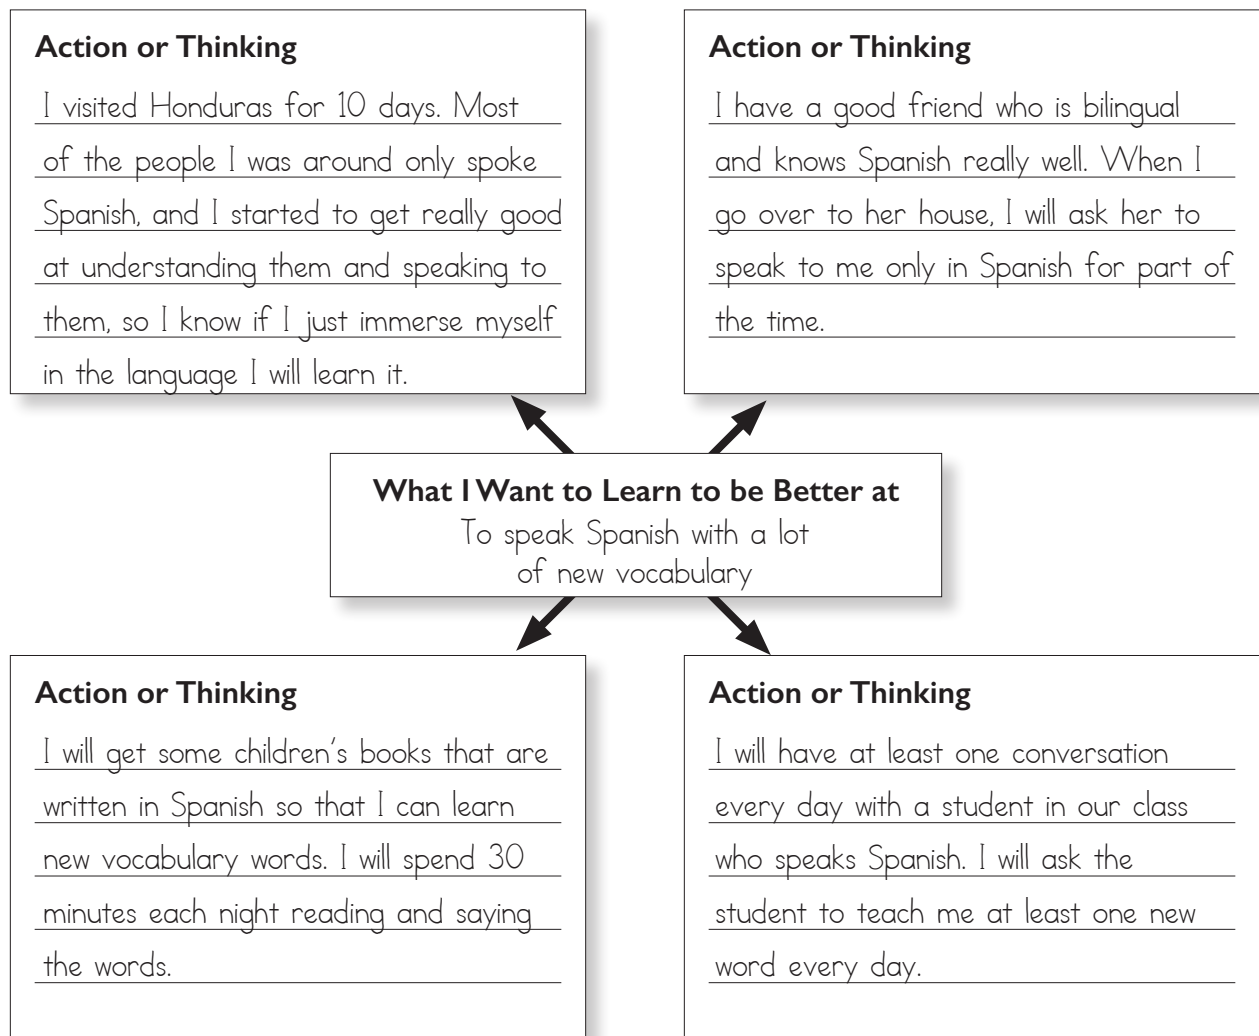 Action or Thinking
I visited Honduras for 10 days. Most
of the people I was around only spoke
Spanish, and I started to get really good
at understanding them and speaking to
them, so I know if I just immerse myself
in the language I will learn it.
Action or Thinking
I have a good friend who is bilingual
and knows Spanish really well. When I
go over to her house, I will ask her to
speak to me only in Spanish for part of
the time.
What I Want to Learn to be Better at
To speak Spanish with a lot
of new vocabulary
Action or Thinking
I will get some children's books that are
written in Spanish so that I can learn
new vocabulary words. I will spend 30
minutes each night reading and saying
the words.
Action or Thinking
I will have at least one conversation
every day with a student in our class
who speaks Spanish. I will ask the
student to teach me at least one new
word every day.